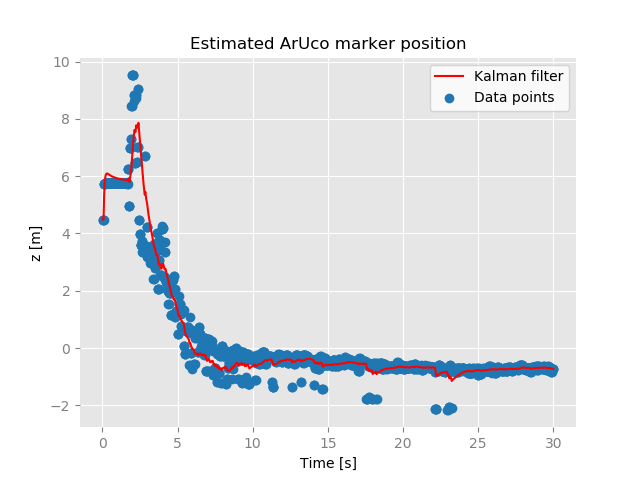 Estimated ArUco marker position
Kalman filter
Data points
z [m]
10
8
6
4
2
0
−2
0
5
10
15
20
25
30
Time [s]